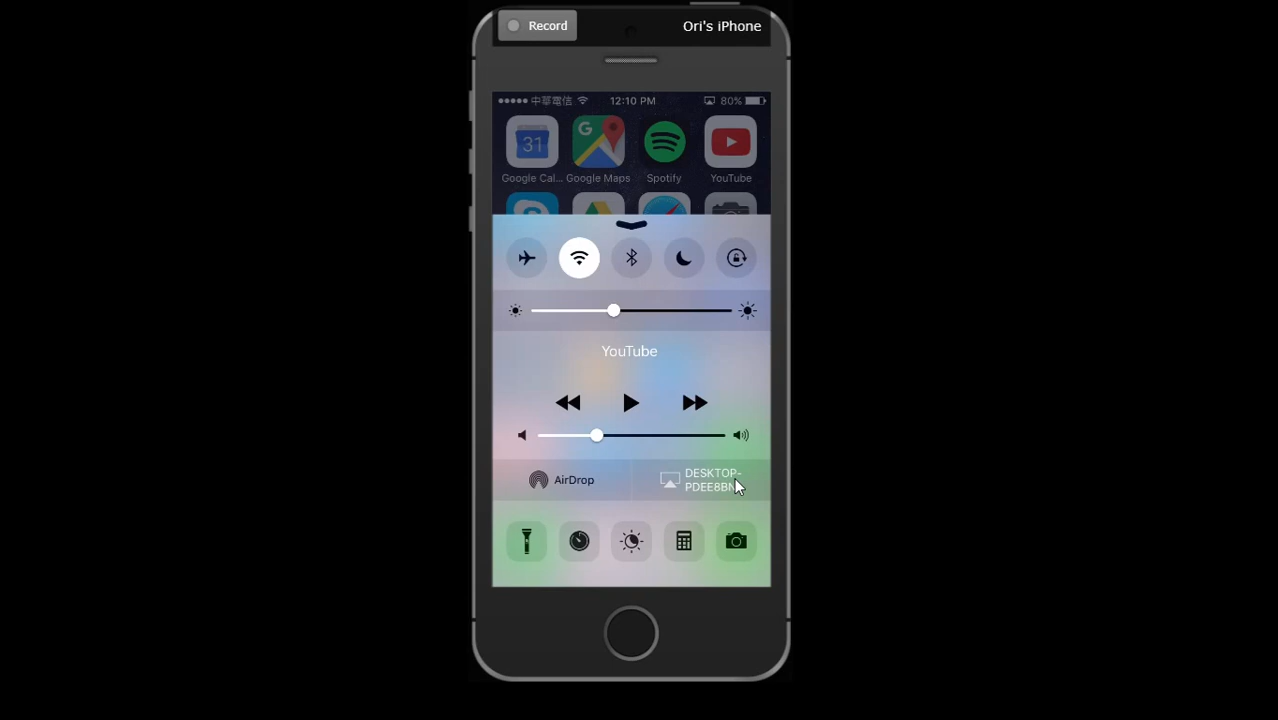 Record
Ori's iPhone
中華電信
12:10 PM
80%
31
G
Google Cal...
Google Maps
Spotify
YouTube
YouTube
AirDrop
DESKTOP-
PDEE8BN